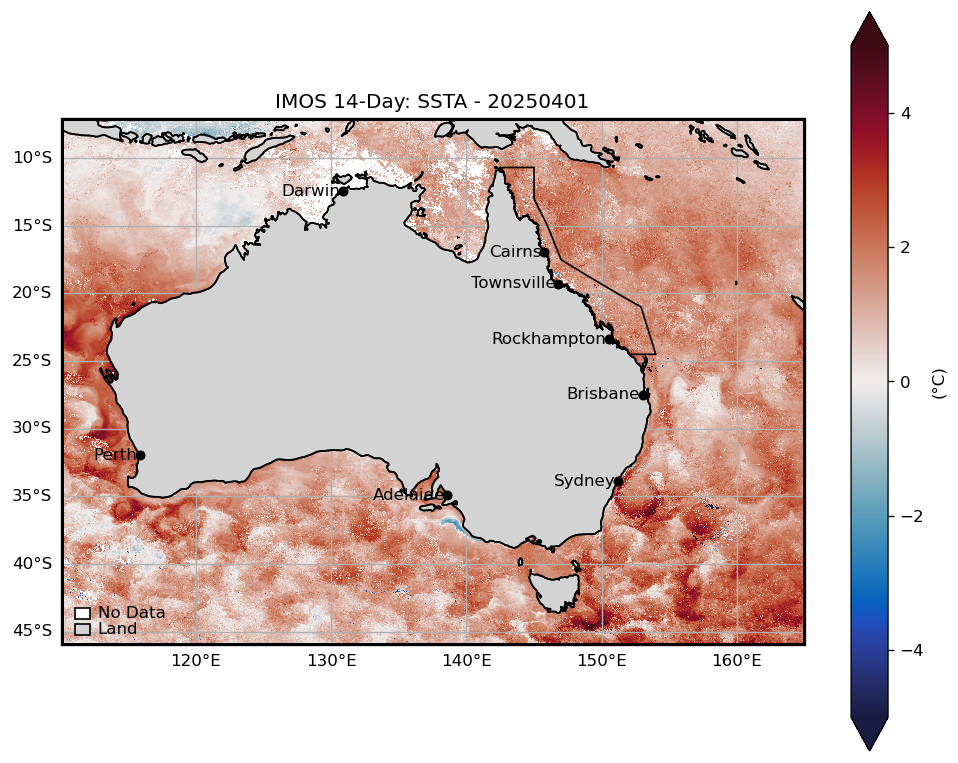 IMOS 14-Day: SSTA - 20250401
10°S
15°S
20°S
25°S
30°S
35°S
40°S
45°S
Darwin
Cairns
Townsville
Rockhampton
Brisbane
Perth
Sydney
Adelaide
No Data
Land
120°E 130°E 140°E 150°E 160°E
4
2
0
−2
−4
(°C)